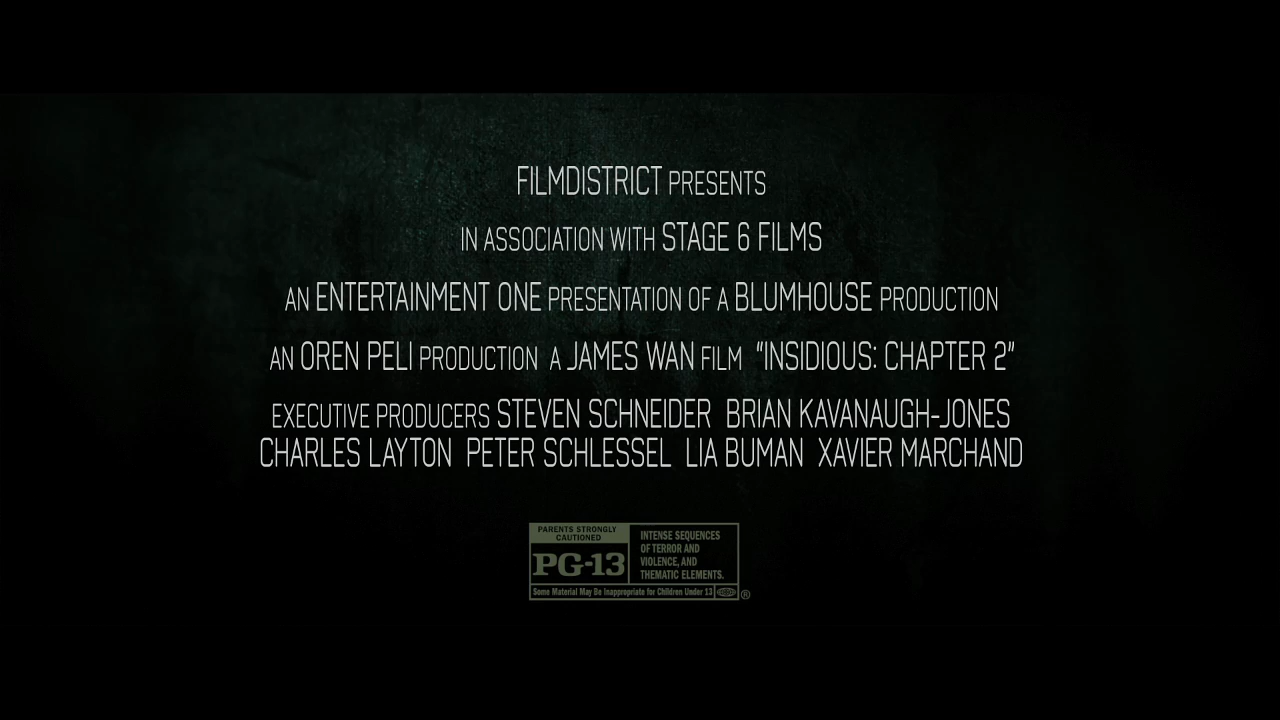 FILMDISTRICT PRESENTS
IN ASSOCIATION WITH STAGE 6 FILMS
AN ENTERTAINMENT ONE PRESENTATION OF A BLUMHOUSE PRODUCTION
AN OREN PELI PRODUCTION A JAMES WAN FILM "INSIDIOUS: CHAPTER 2"
EXECUTIVE PRODUCERS STEVEN SCHNEIDER BRIAN KAVANAUGH-JONES
CHARLES LAYTON PETER SCHLESSEL LIA BUMAN XAVIER MARCHAND
PARENTS STRONGLY
CAUTIONED
PG-13
INTENSE SEQUENCES
OF TERROR AND
VIOLENCE, AND
THEMATIC ELEMENTS.
Some Material May Be Inappropriate for Children Under 13
®